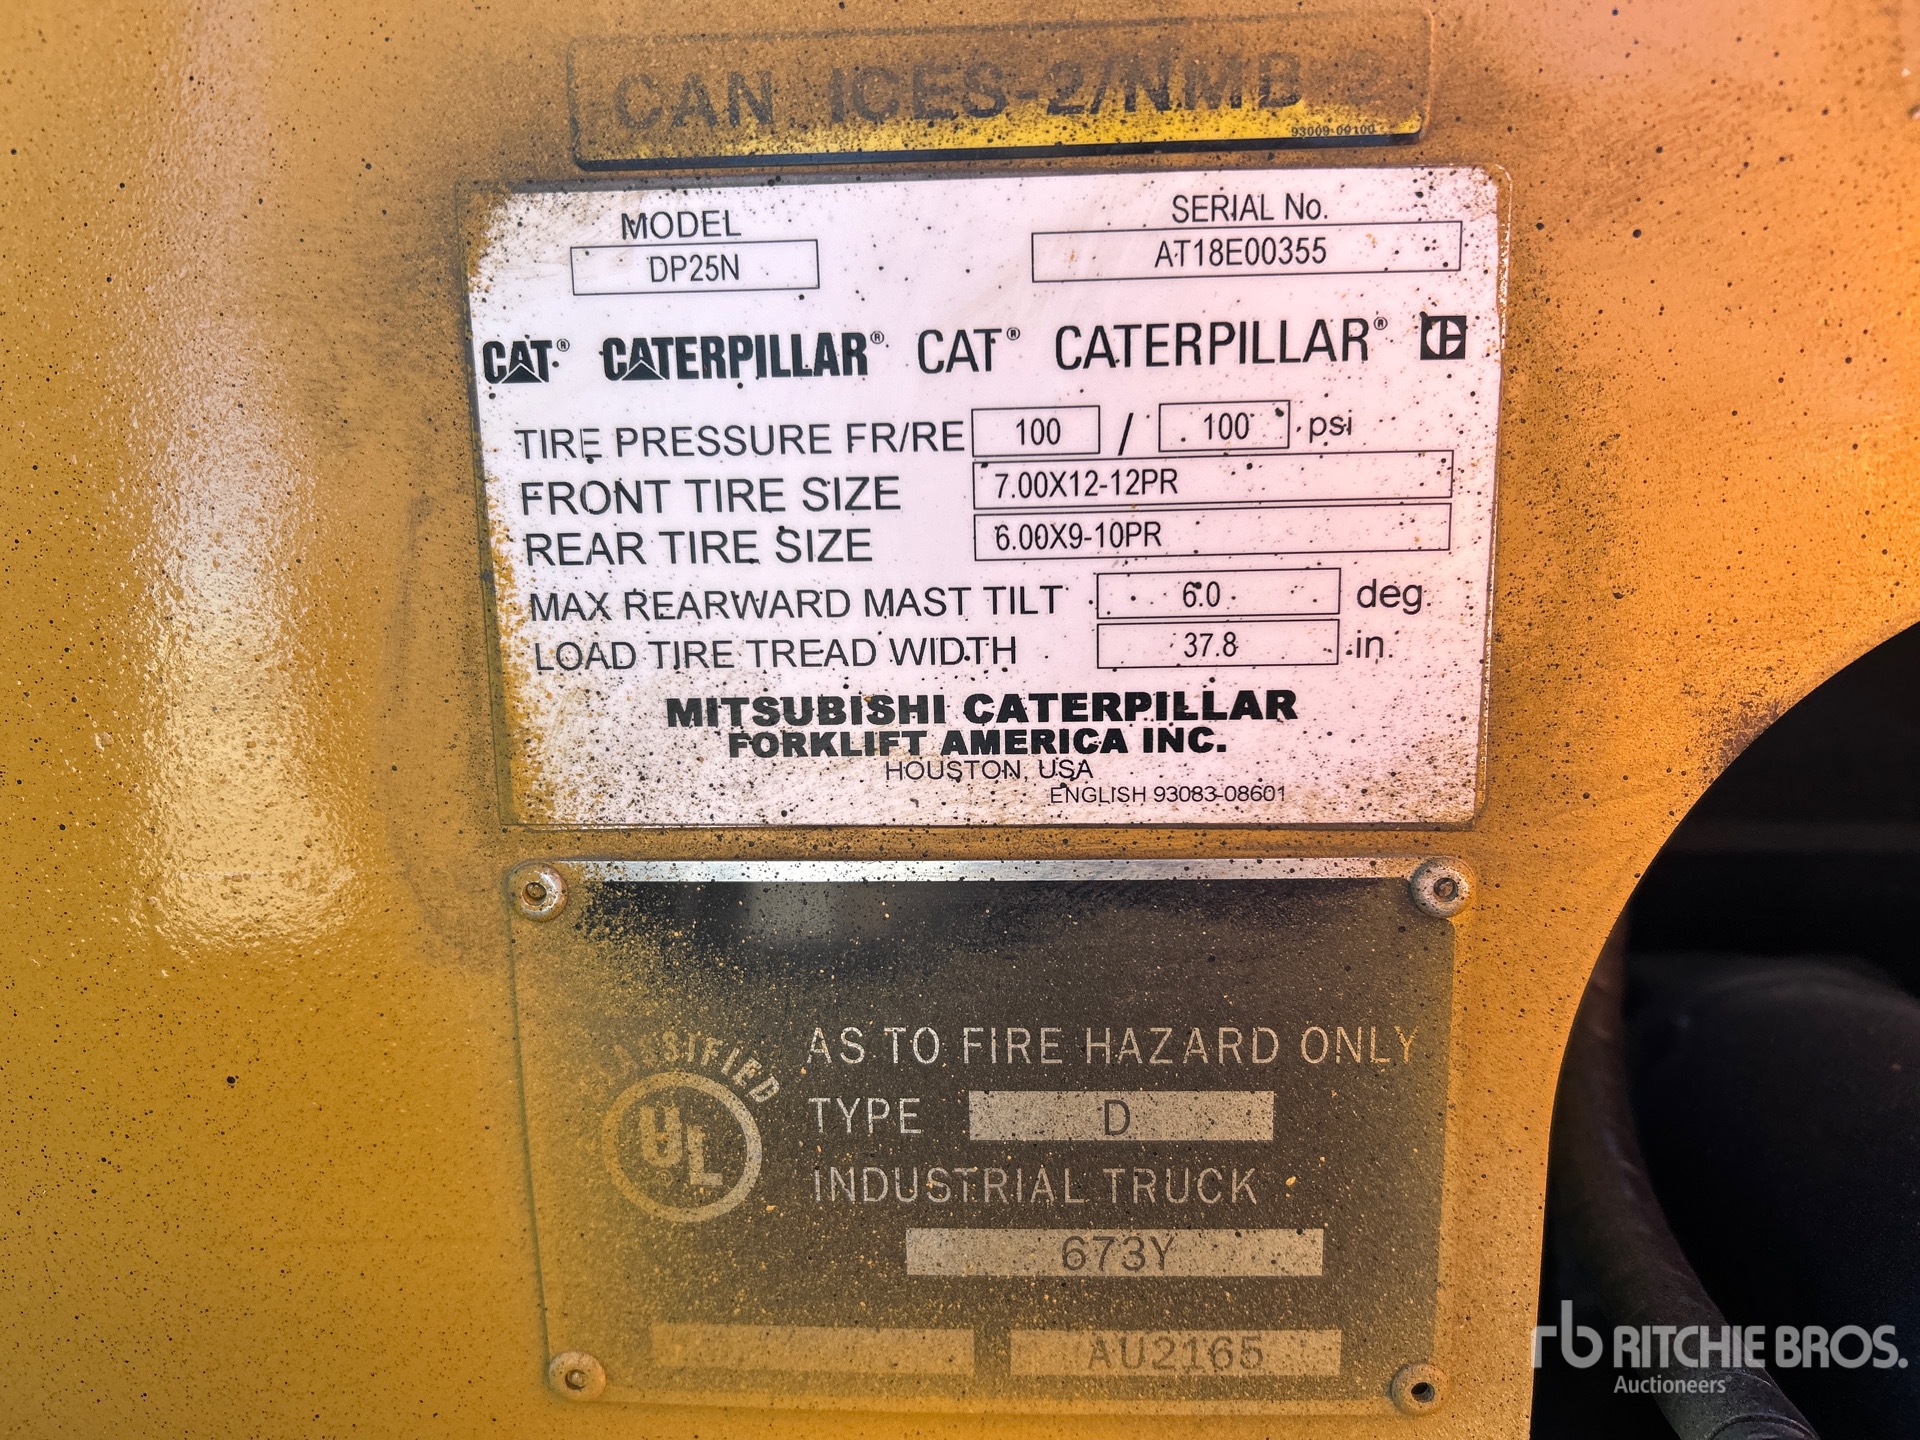 CAN ICES-2/NMB-2
93009-00100
MODEL
DP25N
SERIAL No.
AT18E00355
CAT® CATERPILLAR® CAT® CATERPILLAR®
TIRE PRESSURE FR/RE 100 / 100 psi
FRONT TIRE SIZE 7.00X12-12PR
REAR TIRE SIZE 6.00X9-10PR
MAX REARWARD MAST TILT 6.0 deg.
LOAD TIRE TREAD WIDTH 37.8 in.
MITSUBISHI CATERPILLAR
FORKLIFT AMERICA INC.
HOUSTON, USA
ENGLISH 93083-08601
CLASSIFIED
UL
AS TO FIRE HAZARD ONLY
TYPE D
INDUSTRIAL TRUCK
673Y
AU2165
rb RITCHIE BROS.
Auctioneers